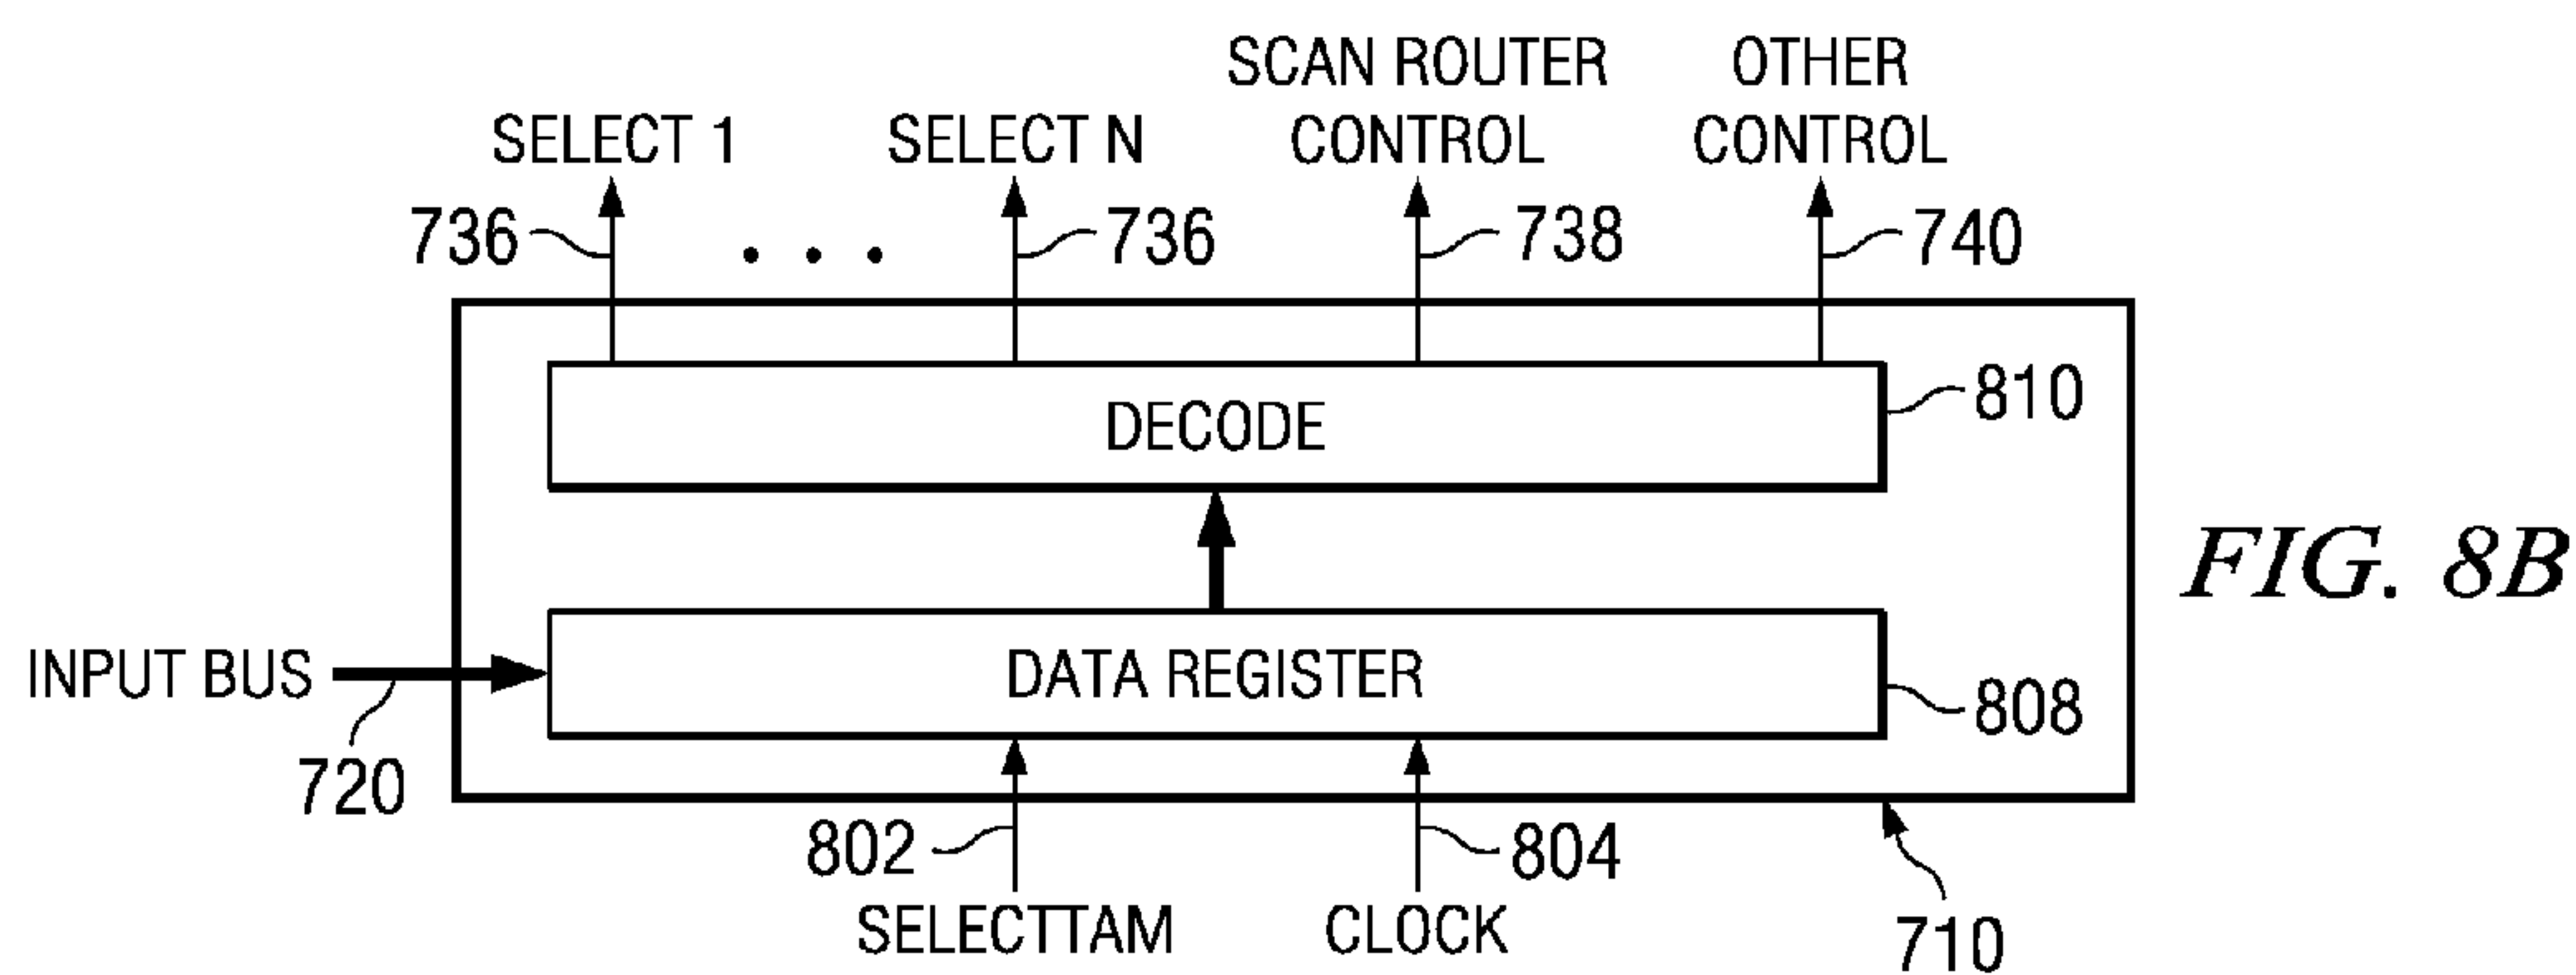 SCAN ROUTER OTHER
SELECT 1 SELECT N CONTROL CONTROL
736 736 738 740
DECODE 810
FIG. 8B
INPUT BUS DATA REGISTER 808
720
802 804
SELECTTAM CLOCK 710